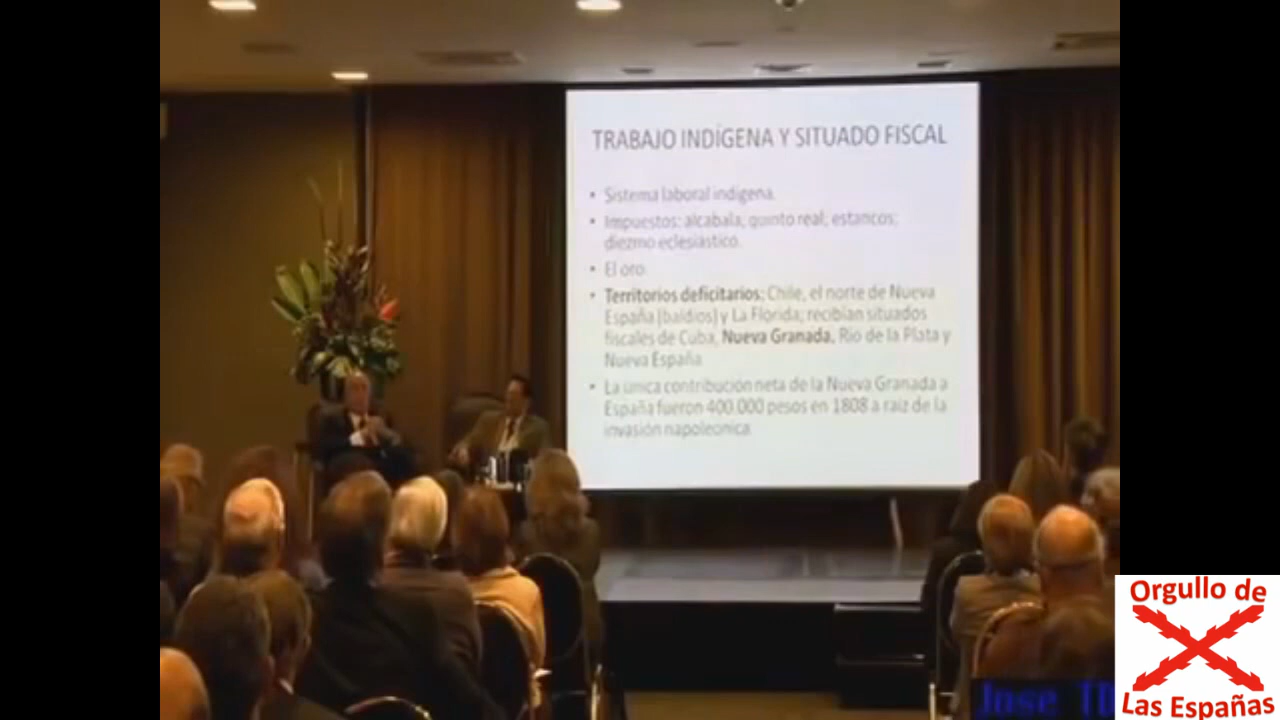 TRABAJO INDÍGENA Y SITUADO FISCAL
• Sistema laboral indígena.
• Impuestos: alcabala, quinto real, estancos;
diezmo eclesiástico.
• El oro
• Territorios deficitarios: Chile, el norte de Nueva
España (baldíos) y La Florida; recibían situados
fiscales de Cuba, Nueva Granada, Río de la Plata y
Nueva España
• La única contribución neta de la Nueva Granada a
España fueron 400.000 pesos en 1808 a raíz de la
invasión napoleónica
Orgullo de
Las Españas
Jose